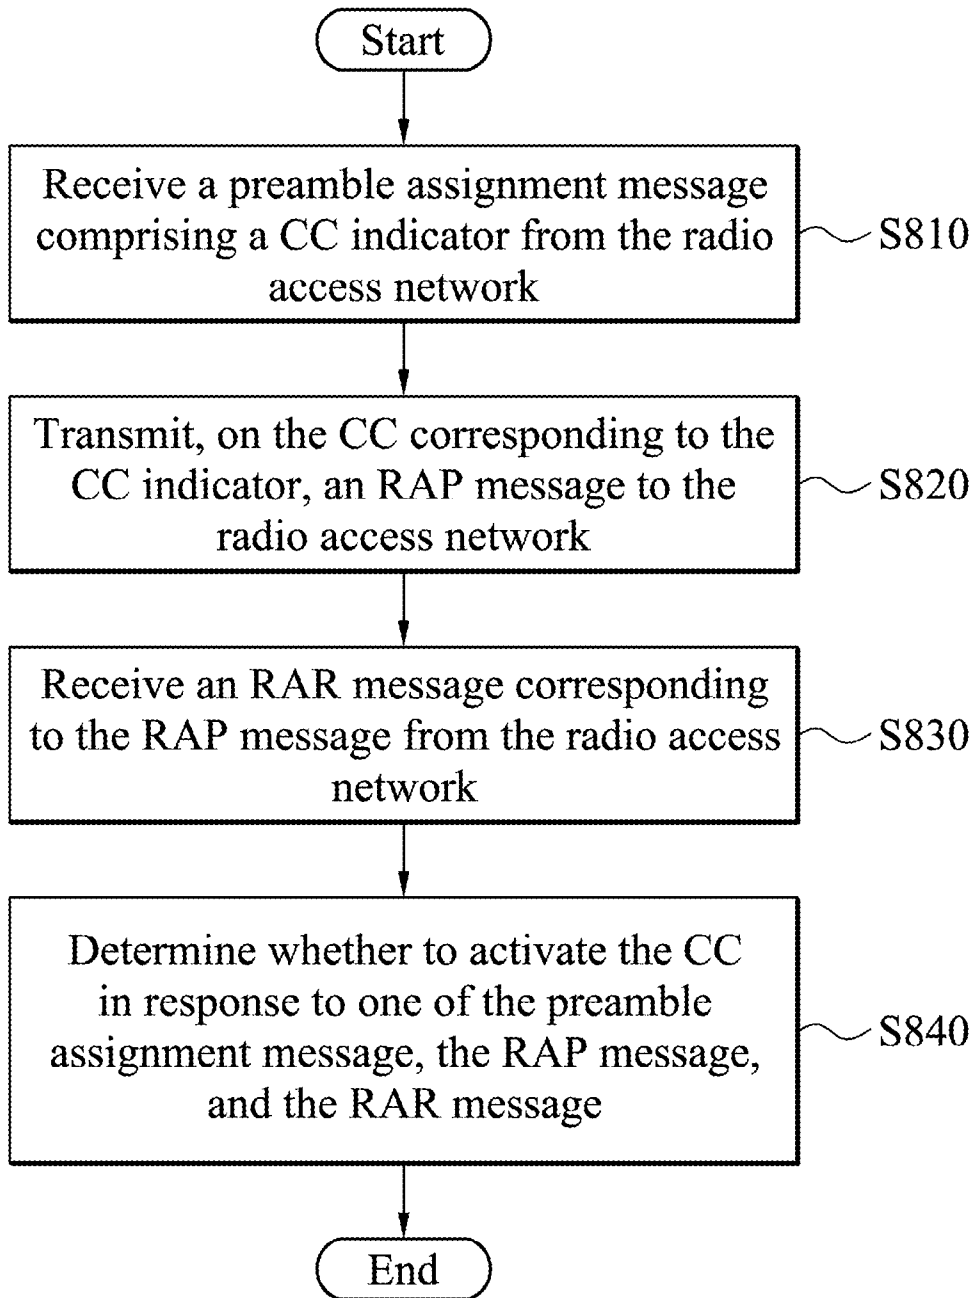 Start
Receive a preamble assignment message
comprising a CC indicator from the radio
access network
S810
Transmit, on the CC corresponding to the
CC indicator, an RAP message to the
radio access network
S820
Receive an RAR message corresponding
to the RAP message from the radio access
network
S830
Determine whether to activate the CC
in response to one of the preamble
assignment message, the RAP message,
and the RAR message
S840
End